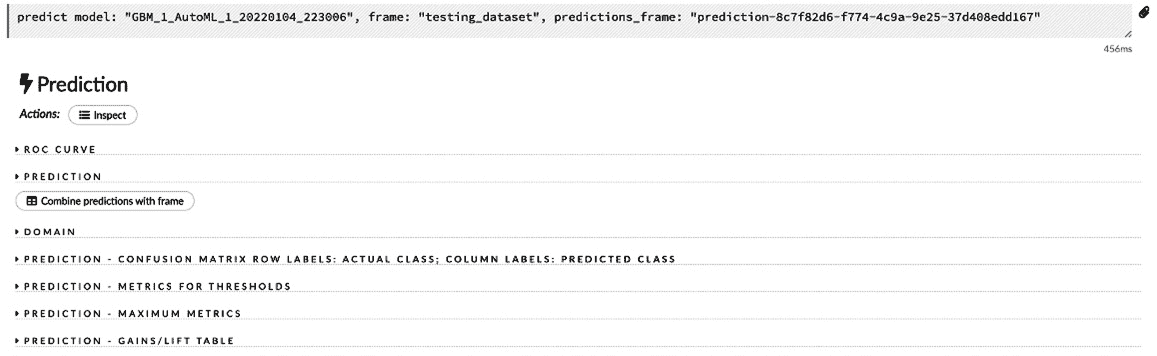 predict model: "GBM_1_AutoML_1_20220104_223006", frame: "testing_dataset", predictions_frame: "prediction-8c7f82d6-f774-4c9a-9e25-37d408edd167"
456ms
Prediction
Actions: Inspect
ROC CURVE
PREDICTION
Combine predictions with frame
DOMAIN
PREDICTION - CONFUSION MATRIX ROW LABELS: ACTUAL CLASS; COLUMN LABELS: PREDICTED CLASS
PREDICTION - METRICS FOR THRESHOLDS
PREDICTION - MAXIMUM METRICS
PREDICTION - GAINS/LIFT TABLE